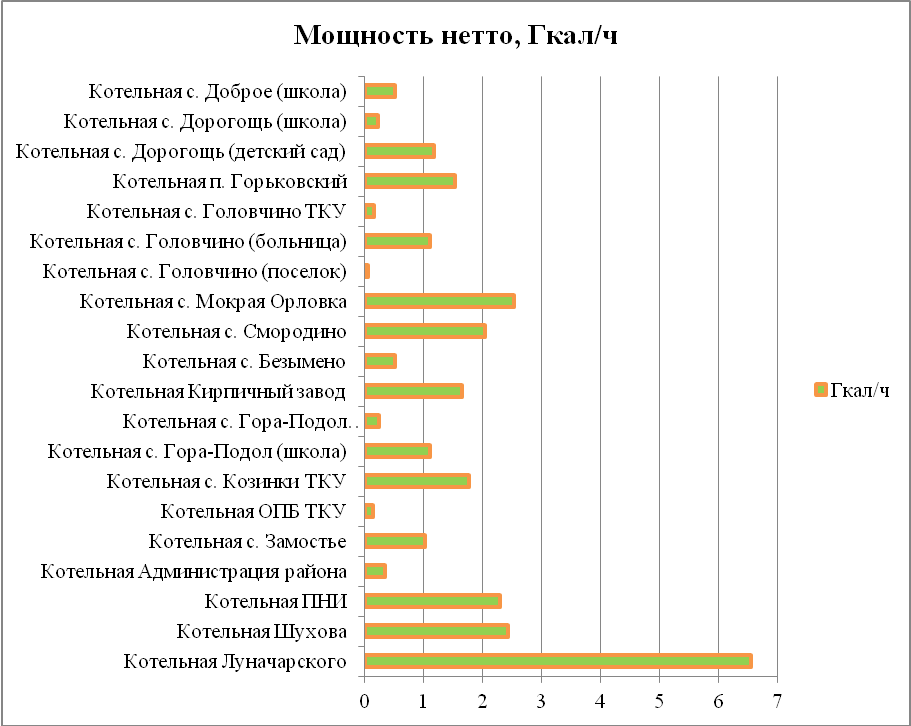 Мощность нетто, Гкал/ч
Котельная с. Доброе (школа)
Котельная с. Дорогощь (школа)
Котельная с. Дорогощь (детский сад)
Котельная п. Горьковский
Котельная с. Головчино ТКУ
Котельная с. Головчино (больница)
Котельная с. Головчино (поселок)
Котельная с. Мокрая Орловка
Котельная с. Смородино
Котельная с. Безымено
Котельная Кирпичный завод
Котельная с. Гора-Подол..
Котельная с. Гора-Подол (школа)
Котельная с. Козинки ТКУ
Котельная ОПБ ТКУ
Котельная с. Замостье
Котельная Администрация района
Котельная ПНИ
Котельная Шухова
Котельная Луначарского
Гкал/ч
0 1 2 3 4 5 6 7